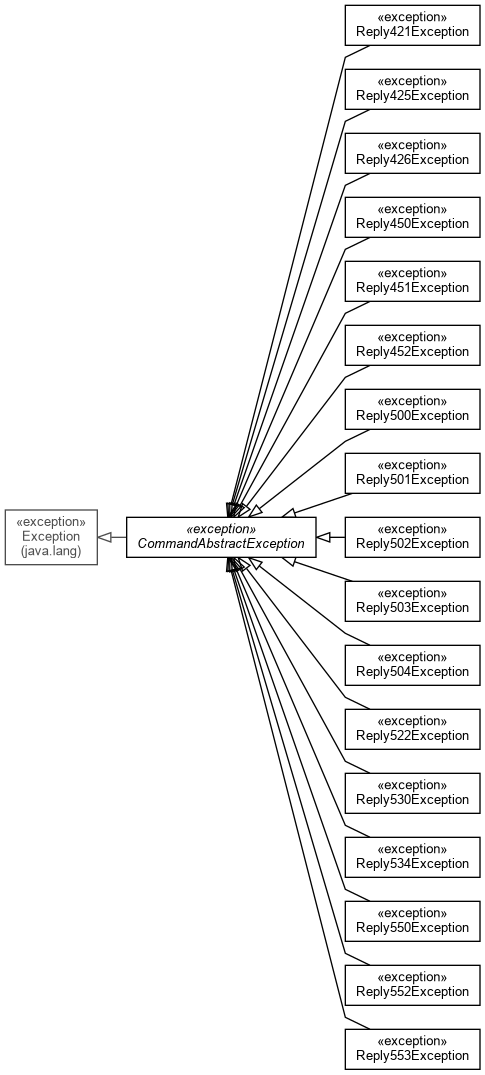 «exception»
Reply421Exception
«exception»
Reply425Exception
«exception»
Reply426Exception
«exception»
Reply450Exception
«exception»
Reply451Exception
«exception»
Reply452Exception
«exception»
Reply500Exception
«exception»
Reply501Exception
«exception»
Exception
(java.lang)
«exception»
CommandAbstractException
«exception»
Reply502Exception
«exception»
Reply503Exception
«exception»
Reply504Exception
«exception»
Reply522Exception
«exception»
Reply530Exception
«exception»
Reply534Exception
«exception»
Reply550Exception
«exception»
Reply552Exception
«exception»
Reply553Exception